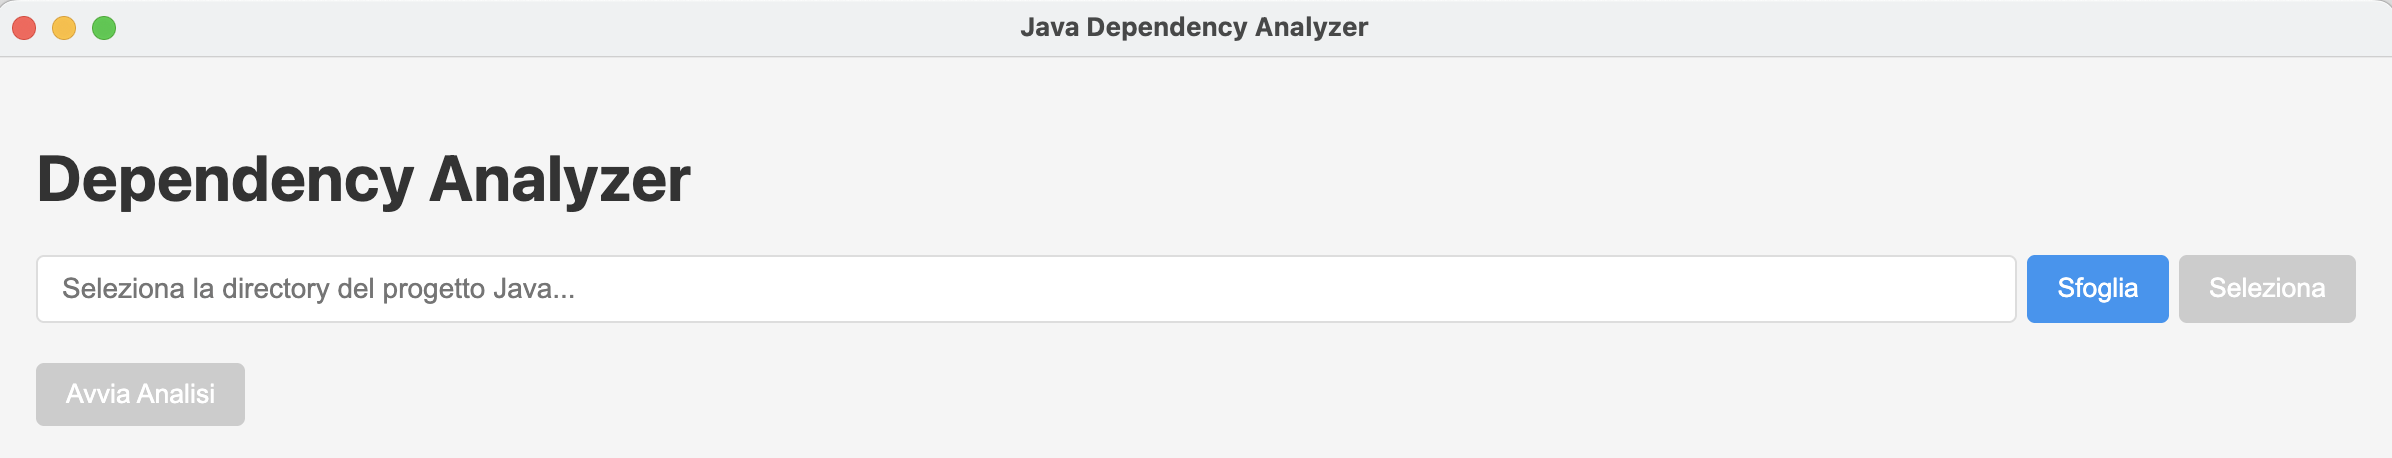 Java Dependency Analyzer
Dependency Analyzer
Seleziona la directory del progetto Java...
Sfoglia
Seleziona
Avvia Analisi